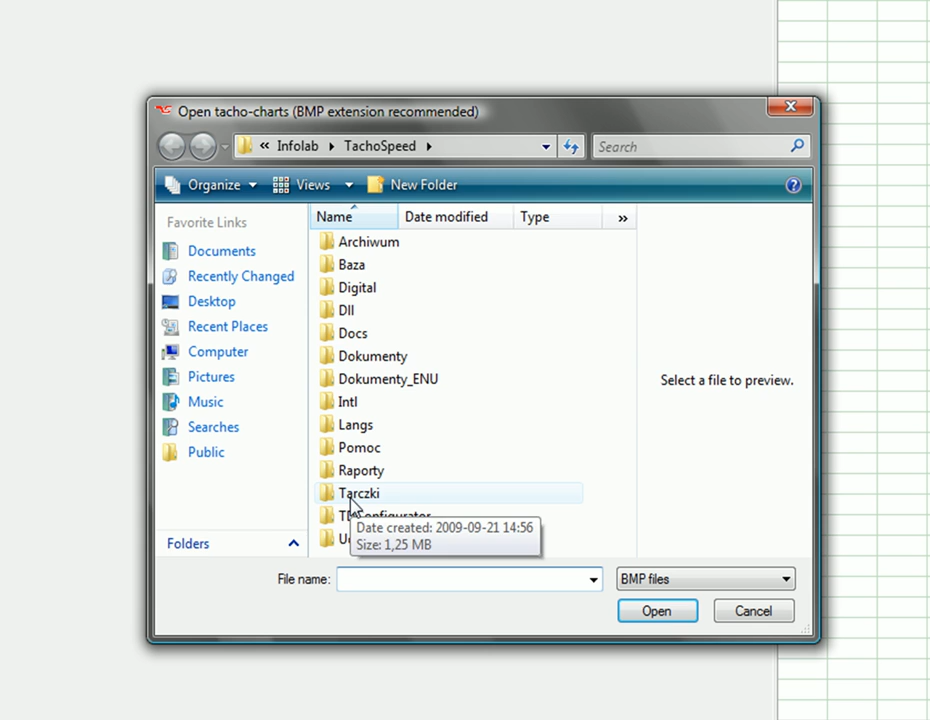 Open tacho-charts (BMP extension recommended)
« Infolab TachoSpeed
Search
Organize Views New Folder
Favorite Links
Documents
Recently Changed
Desktop
Recent Places
Computer
Pictures
Music
Searches
Public
Folders
Name Date modified Type »
Archiwum
Baza
Digital
Dll
Docs
Dokumenty
Dokumenty_ENU
Intl
Langs
Pomoc
Raporty
Tarczki
Date created: 2009-09-21 14:56
Size: 1,25 MB
Select a file to preview.
File name:
BMP files
Open Cancel